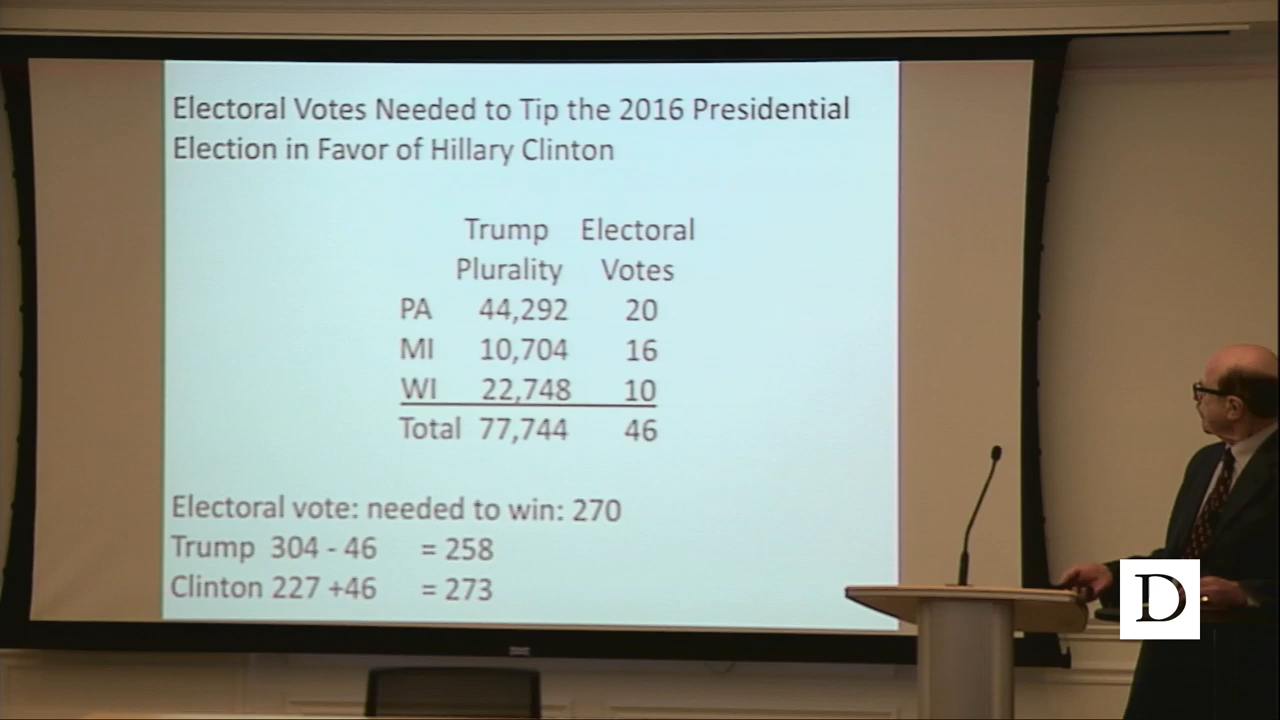 Electoral Votes Needed to Tip the 2016 Presidential
Election in Favor of Hillary Clinton
Trump Electoral
Plurality Votes
PA 44,292 20
MI 10,704 16
WI 22,748 10
Total 77,744 46
Electoral vote: needed to win: 270
Trump 304 - 46 = 258
Clinton 227 +46 = 273
D